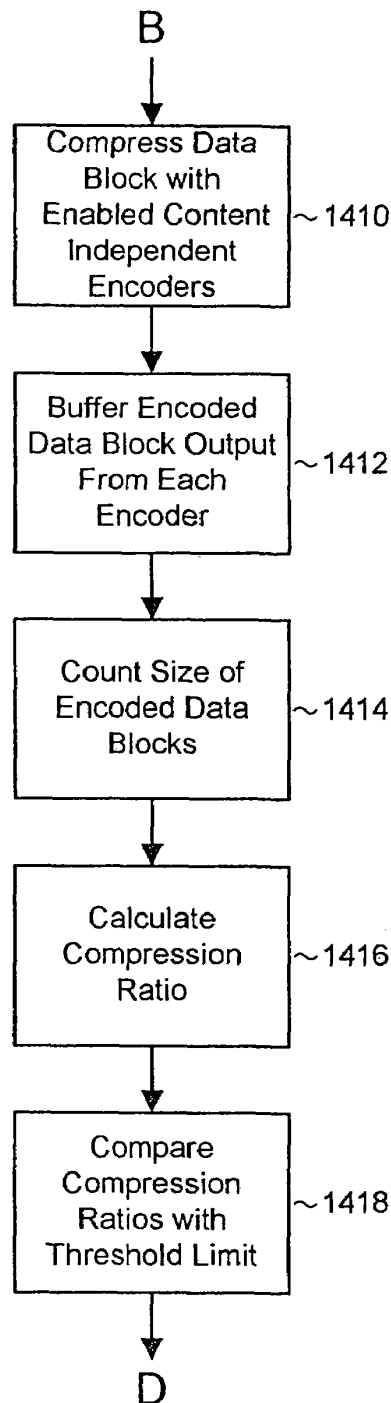 B
Compress Data
Block with
Enabled Content
Independent
Encoders
~1410
Buffer Encoded
Data Block Output
From Each
Encoder
~1412
Count Size of
Encoded Data
Blocks
~1414
Calculate
Compression
Ratio
~1416
Compare
Compression
Ratios with
Threshold Limit
~1418
D